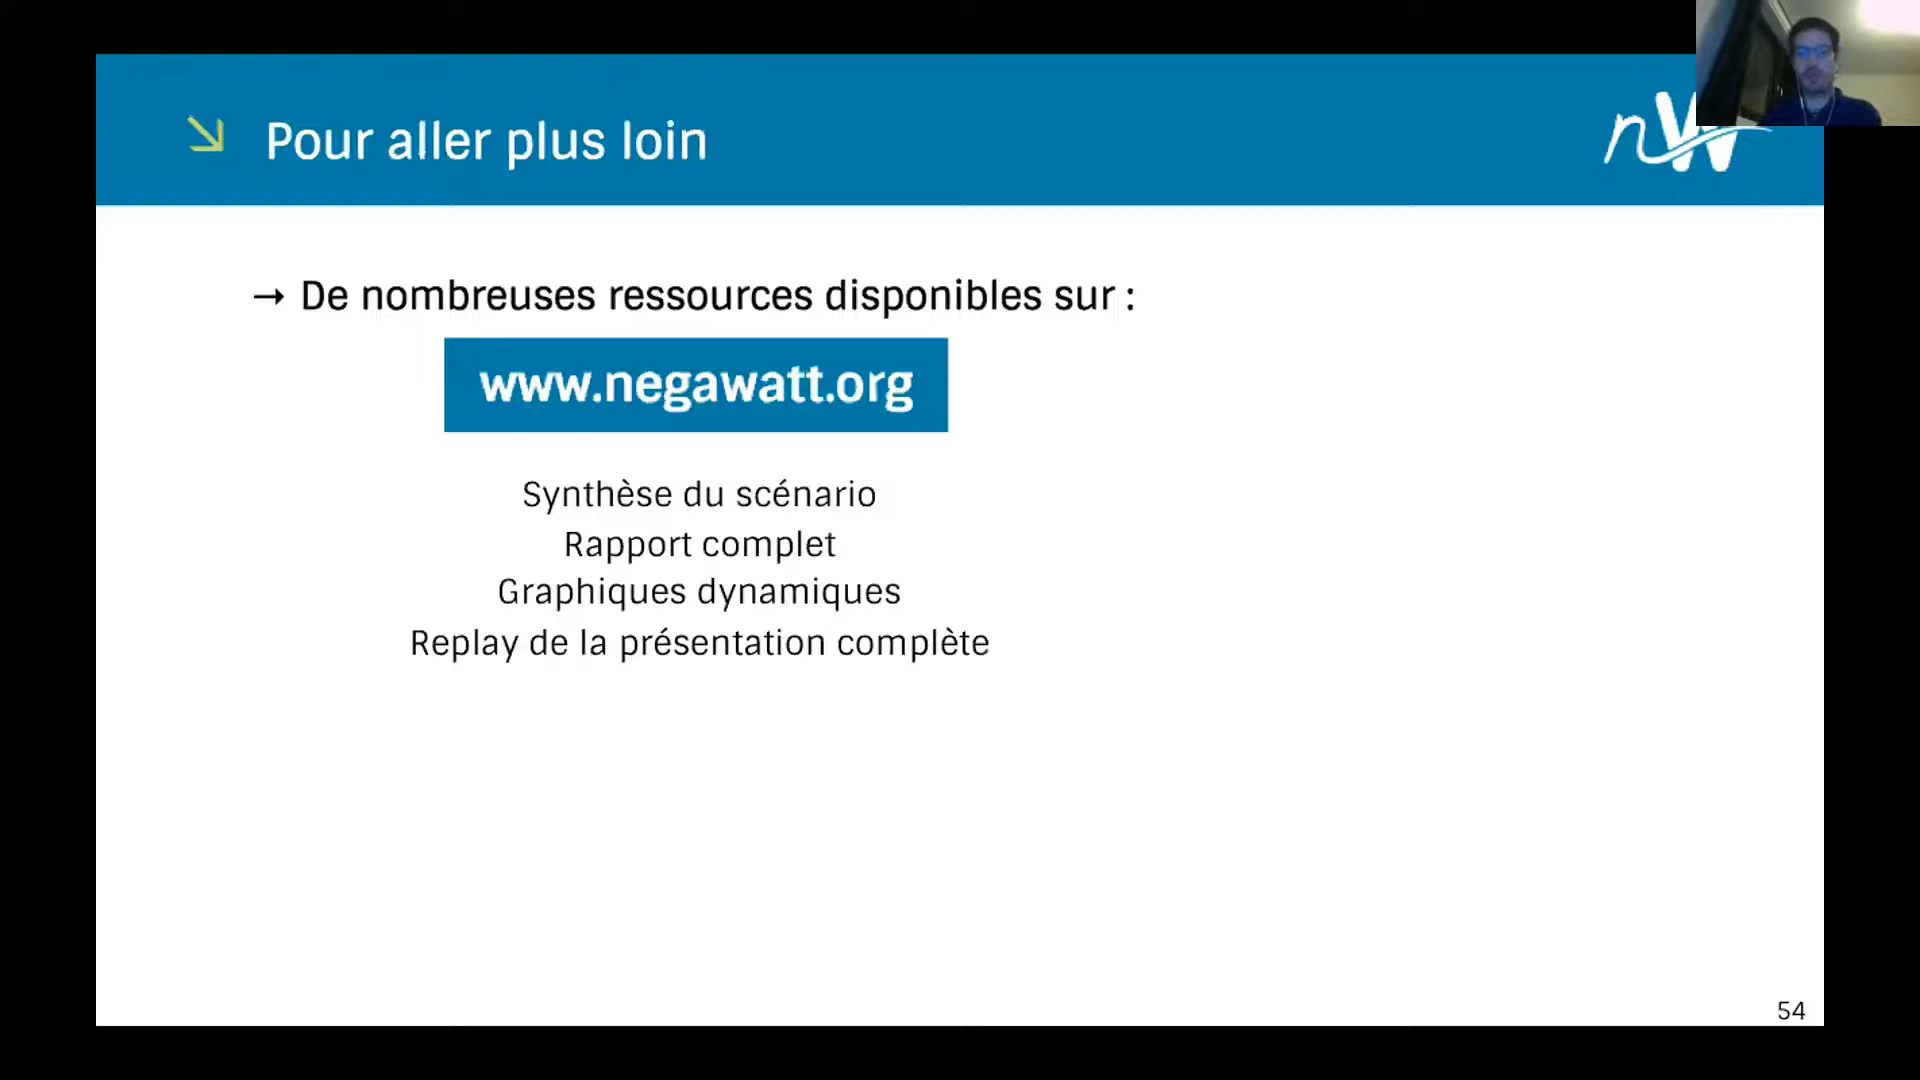 Pour aller plus loin
nW
→ De nombreuses ressources disponibles sur :
www.negawatt.org
Synthèse du scénario
Rapport complet
Graphiques dynamiques
Replay de la présentation complète
54